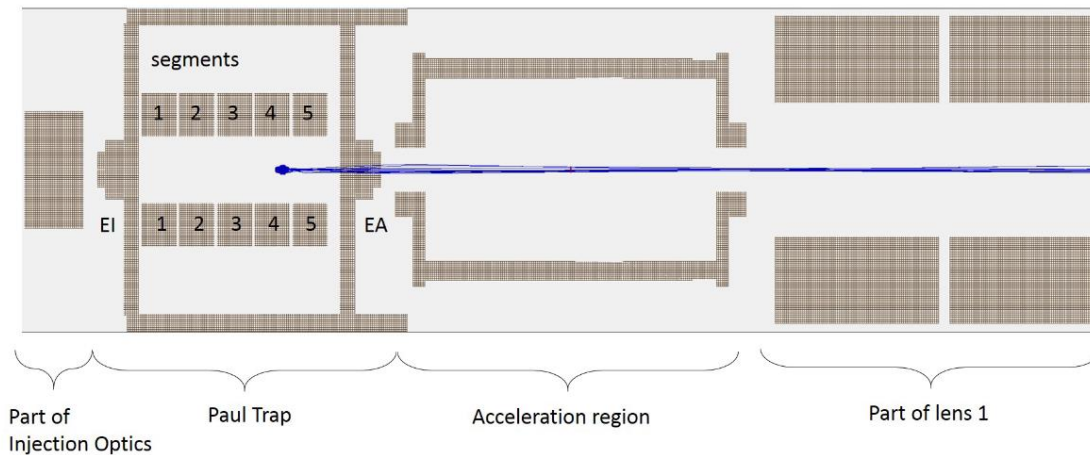 segments
1 2 3 4 5
EI
1 2 3 4 5
EA
Part of
Injection Optics
Paul Trap
Acceleration region
Part of lens 1